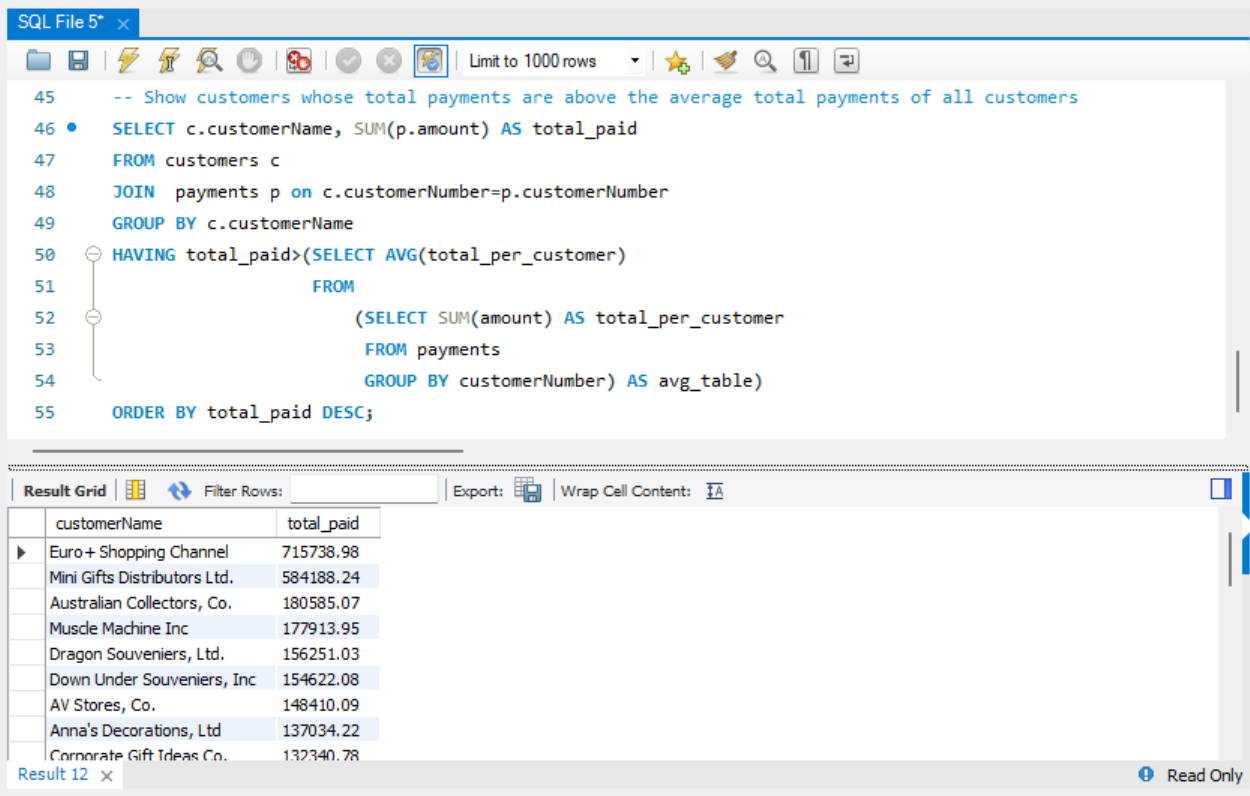 SQL File 5*
Limit to 1000 rows
45 -- Show customers whose total payments are above the average total payments of all customers
46 SELECT c.customerName, SUM(p.amount) AS total_paid
47 FROM customers c
48 JOIN  payments p on c.customerNumber=p.customerNumber
49 GROUP BY c.customerName
50 HAVING total_paid>(SELECT AVG(total_per_customer)
51 FROM
52 (SELECT SUM(amount) AS total_per_customer
53 FROM payments
54 GROUP BY customerNumber) AS avg_table)
55 ORDER BY total_paid DESC;
Result Grid Filter Rows: Export: Wrap Cell Content: IA
customerName total_paid
Euro+ Shopping Channel 715738.98
Mini Gifts Distributors Ltd. 584188.24
Australian Collectors, Co. 180585.07
Muscle Machine Inc 177913.95
Dragon Souveniers, Ltd. 156251.03
Down Under Souveniers, Inc 154622.08
AV Stores, Co. 148410.09
Anna's Decorations, Ltd 137034.22
Corporate Gift Ideas Co. 132340.78
Result 12 Read Only